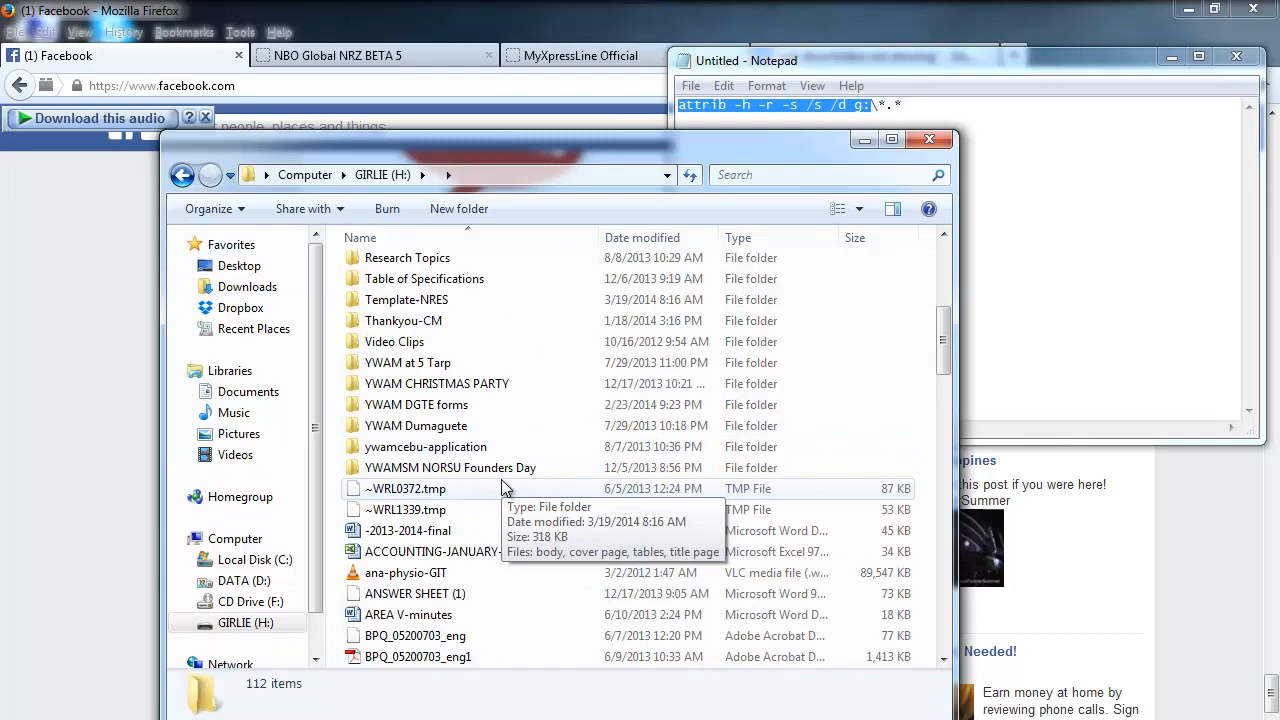 (1) Facebook - Mozilla Firefox
File Edit View History Bookmarks Tools Help
(1) Facebook
NBO Global NRZ BETA 5
MyXpressLine Official
https://www.facebook.com
Download this audio
people, places and things
Untitled - Notepad
File Edit Format View Help
attrib -h -r -s /s /d g:\*.*
Computer GIRLIE (H:)
Search
Organize Share with Burn New folder
Name Date modified Type Size
Favorites
Desktop
Downloads
Dropbox
Recent Places
Libraries
Documents
Music
Pictures
Videos
Homegroup
Computer
Local Disk (C:)
DATA (D:)
CD Drive (F:)
GIRLIE (H:)
Network
Research Topics 8/8/2013 10:29 AM File folder
Table of Specifications 12/6/2013 9:19 AM File folder
Template-NRES 3/19/2014 8:16 AM File folder
Thankyou-CM 1/18/2014 3:16 PM File folder
Video Clips 10/16/2012 9:54 AM File folder
YWAM at 5 Tarp 7/29/2013 11:00 PM File folder
YWAM CHRISTMAS PARTY 12/17/2013 10:21 ... File folder
YWAM DGTE forms 2/23/2014 9:23 PM File folder
YWAM Dumaguete 7/29/2013 10:18 PM File folder
ywamcebu-application 8/7/2013 10:36 PM File folder
YWAMSM NORSU Founders Day 12/5/2013 8:56 PM File folder
~WRL0372.tmp 6/5/2013 12:24 PM TMP File 87 KB
~WRL1339.tmp TMP File 53 KB
-2013-2014-final Microsoft Word D... 45 KB
ACCOUNTING-JANUARY- Microsoft Excel 97... 34 KB
ana-physio-GIT 3/2/2012 1:47 AM VLC media file (.w... 89,547 KB
ANSWER SHEET (1) 12/17/2013 9:05 AM Microsoft Word 9... 73 KB
AREA V-minutes 6/10/2013 2:24 PM Microsoft Word D... 18 KB
BPQ_05200703_eng 6/7/2013 12:20 PM Adobe Acrobat D... 77 KB
BPQ_05200703_eng1 6/9/2013 10:33 AM Adobe Acrobat D... 1,413 KB
Type: File folder
Date modified: 3/19/2014 8:16 AM
Size: 318 KB
Files: body, cover page, tables, title page
112 items
pines
pasta if you were here!
Summer
Needed!
Earn money at home by
reviewing phone calls. Sign